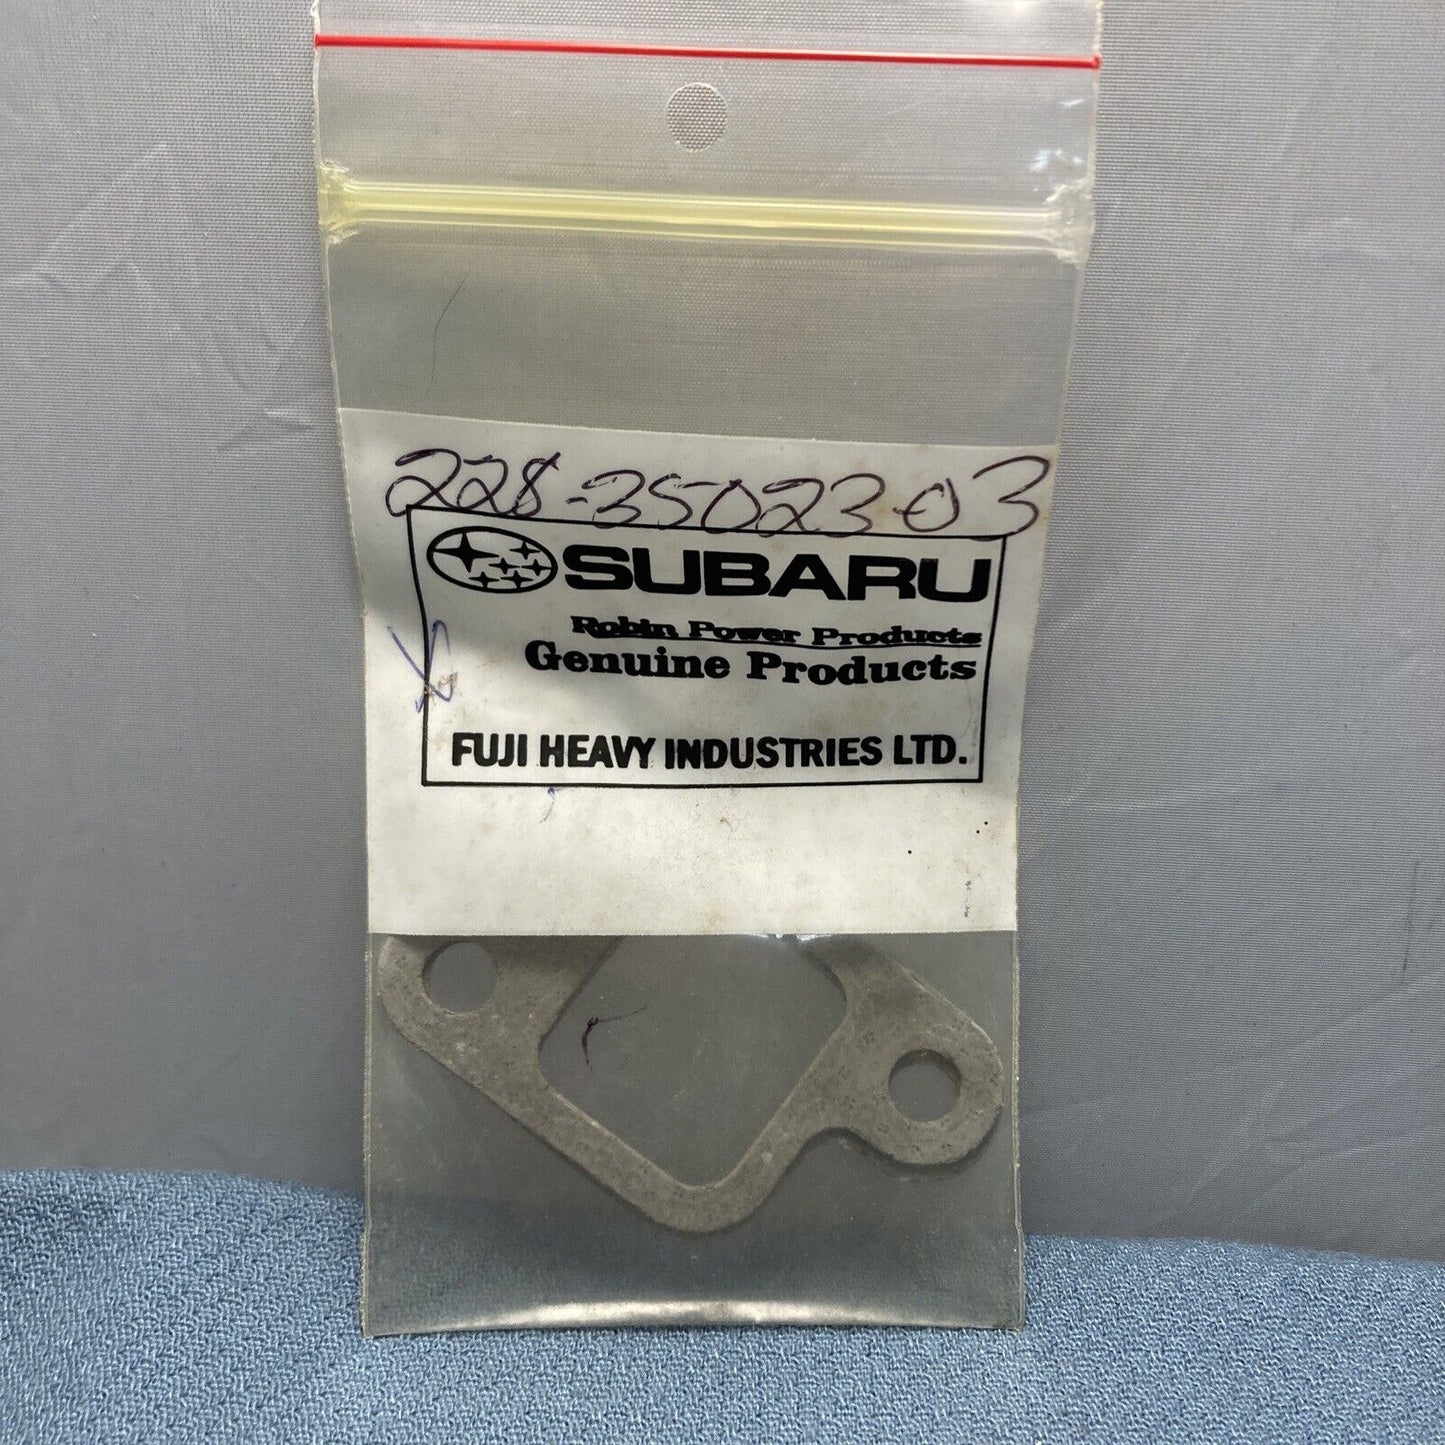 228-35023-03
SUBARU
Robin Power Products
Genuine Products
FUJI HEAVY INDUSTRIES LTD.